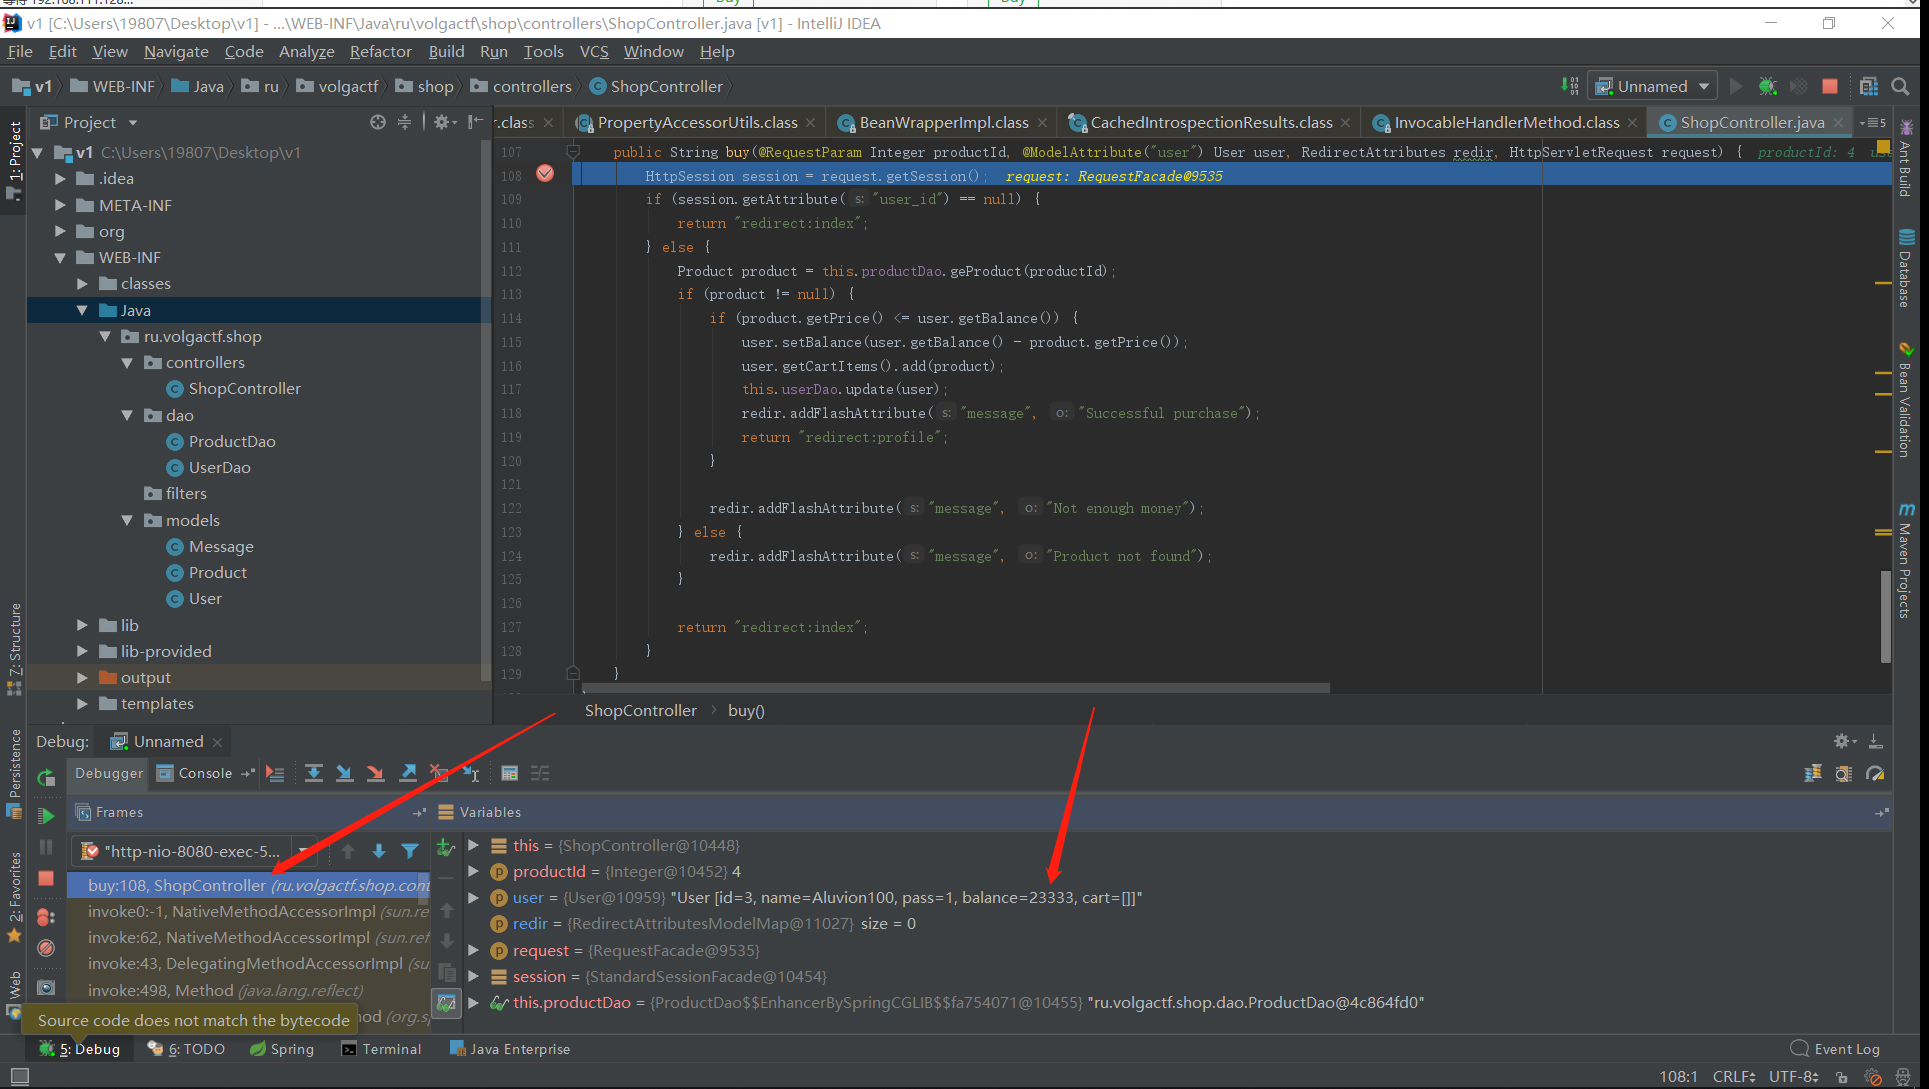 Buy
Buy
v1 [C:\Users\19807\Desktop\v1] - ...\WEB-INF\Java\ru\volgactf\shop\controllers\ShopController.java [v1] - IntelliJ IDEA
File Edit View Navigate Code Analyze Refactor Build Run Tools VCS Window Help
v1 WEB-INF Java ru volgactf shop controllers ShopController Unnamed
Project r.class PropertyAccessorUtils.class BeanWrapperImpl.class CachedIntrospectionResults.class InvocableHandlerMethod.class ShopController.java 5
1: Project
Z: Structure
Persistence
2: Favorites
Web
v1 C:\Users\19807\Desktop\v1
.idea
META-INF
org
WEB-INF
classes
Java
ru.volgactf.shop
controllers
ShopController
dao
ProductDao
UserDao
filters
models
Message
Product
User
lib
lib-provided
output
templates
107 public String buy(@RequestParam Integer productId, @ModelAttribute("user") User user, RedirectAttributes redir, HttpServletRequest request) { productId: 4
108 HttpSession session = request.getSession(); request: RequestFacade@9535
109 if (session.getAttribute( s: "user_id") == null) {
110 return "redirect:index";
111 } else {
112 Product product = this.productDao.geProduct(productId);
113 if (product != null) {
114 if (product.getPrice() <= user.getBalance()) {
115 user.setBalance(user.getBalance() - product.getPrice());
116 user.getCartItems().add(product);
117 this.userDao.update(user);
118 redir.addFlashAttribute( s: "message", o: "Successful purchase");
119 return "redirect:profile";
120 }
121
122 redir.addFlashAttribute( s: "message", o: "Not enough money");
123 } else {
124 redir.addFlashAttribute( s: "message", o: "Product not found");
125 }
126
127 return "redirect:index";
128 }
129 }
ShopController buy()
Ant Build
Database
Bean Validation
Maven Projects
Debug: Unnamed
Debugger Console
Frames
Variables
"http-nio-8080-exec-5...
buy:108, ShopController (ru.volgactf.shop.cont
invoke0:-1, NativeMethodAccessorImpl (sun.re
invoke:62, NativeMethodAccessorImpl (sun.ref
invoke:43, DelegatingMethodAccessorImpl (su
invoke:498, Method (java.lang.reflect)
Source code does not match the bytecode
this = {ShopController@10448}
productId = {Integer@10452} 4
user = {User@10959} "User [id=3, name=Aluvion100, pass=1, balance=23333, cart=[]]"
redir = {RedirectAttributesModelMap@11027} size = 0
request = {RequestFacade@9535}
session = {StandardSessionFacade@10454}
this.productDao = {ProductDao$$EnhancerBySpringCGLIB$$fa754071@10455} "ru.volgactf.shop.dao.ProductDao@4c864fd0"
5: Debug 6: TODO Spring Terminal Java Enterprise Event Log
108:1 CRLF UTF-8